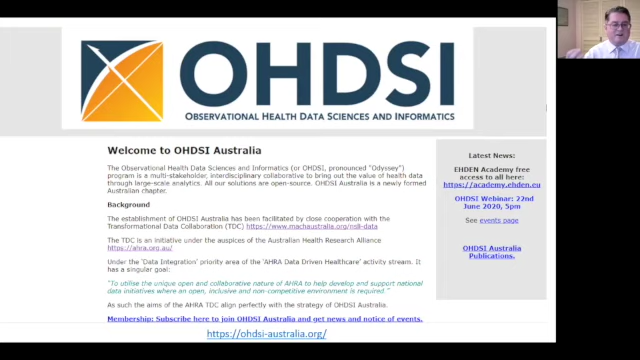 OHDSI
OBSERVATIONAL HEALTH DATA SCIENCES AND INFORMATICS
Welcome to OHDSI Australia
The Observational Health Data Sciences and Informatics (or OHDSI, pronounced "Odyssey")
program is a multi-stakeholder, interdisciplinary collaborative to bring out the value of health data
through large-scale analytics. All our solutions are open-source. OHDSI Australia is a newly formed
Australian chapter.
Background
The establishment of OHDSI Australia has been facilitated by close cooperation with the
Transformational Data Collaboration (TDC)
The TDC is an initiative under the auspices of the Australian Health Research Alliance
https://ahra.org.au/
Under the 'Data Integration' priority area of the 'AHRA Data Driven Healthcare' activity stream. It
has a singular goal:
"To utilise the unique open and collaborative nature of AHRA to help develop and support national
data initiatives where an open, inclusive and non-competitive environment is required."
As such the aims of the AHRA TDC align perfectly with the strategy of OHDSI Australia.
Membership: Subscribe here to join OHDSI Australia and get news and notice of events.
Latest News:
EHDEN Academy free
access to all here:
https://academy.ehden.eu
OHDSI Webinar: 22nd
June 2020, 5pm
See events page
OHDSI Australia
Publications.
https://ohdsi-australia.org/